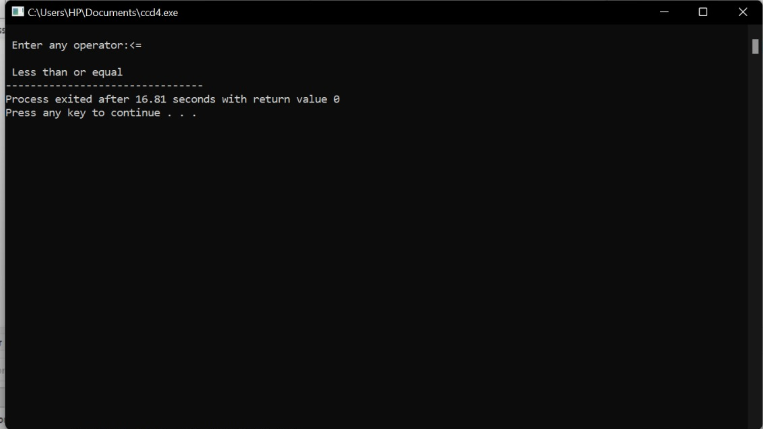 C:\Users\HP\Documents\ccd4.exe
Enter any operator:<=
Less than or equal
--------------------------------
Process exited after 16.81 seconds with return value 0
Press any key to continue . . .